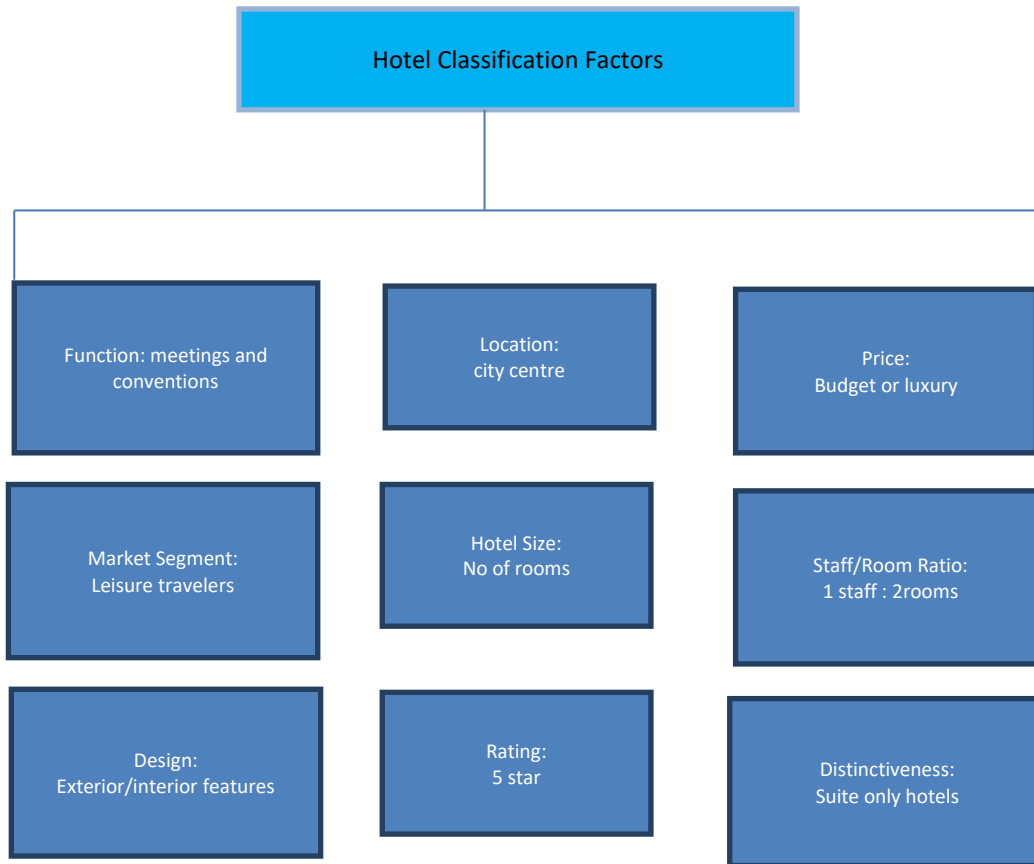 Hotel Classification Factors
Function: meetings and
conventions
Location:
city centre
Price:
Budget or luxury
Market Segment:
Leisure travelers
Hotel Size:
No of rooms
Staff/Room Ratio:
1 staff : 2rooms
Design:
Exterior/interior features
Rating:
5 star
Distinctiveness:
Suite only hotels